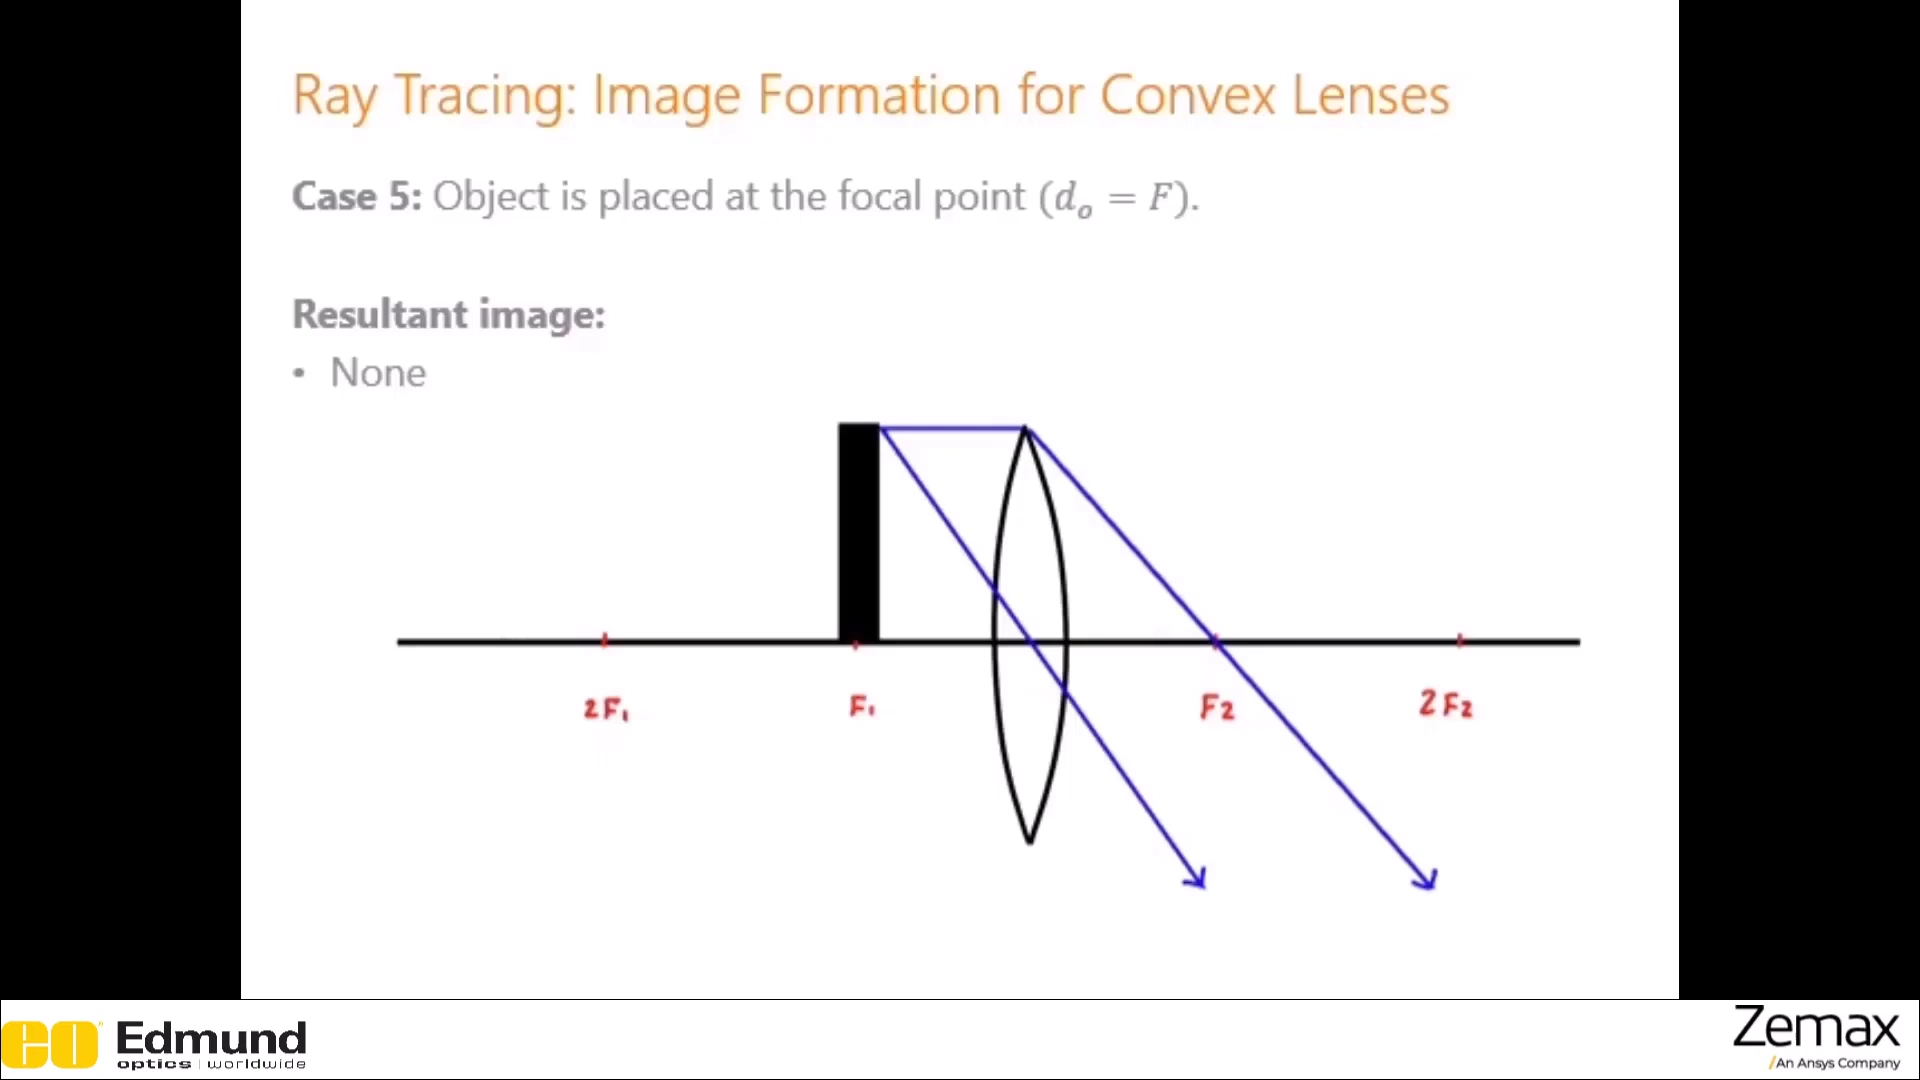 Ray Tracing: Image Formation for Convex Lenses
Case 5: Object is placed at the focal point (dₒ = F).
Resultant image:
• None
2F₁ F₁ F2 2F2
EO Edmund
optics | worldwide
Zemax
/An Ansys Company